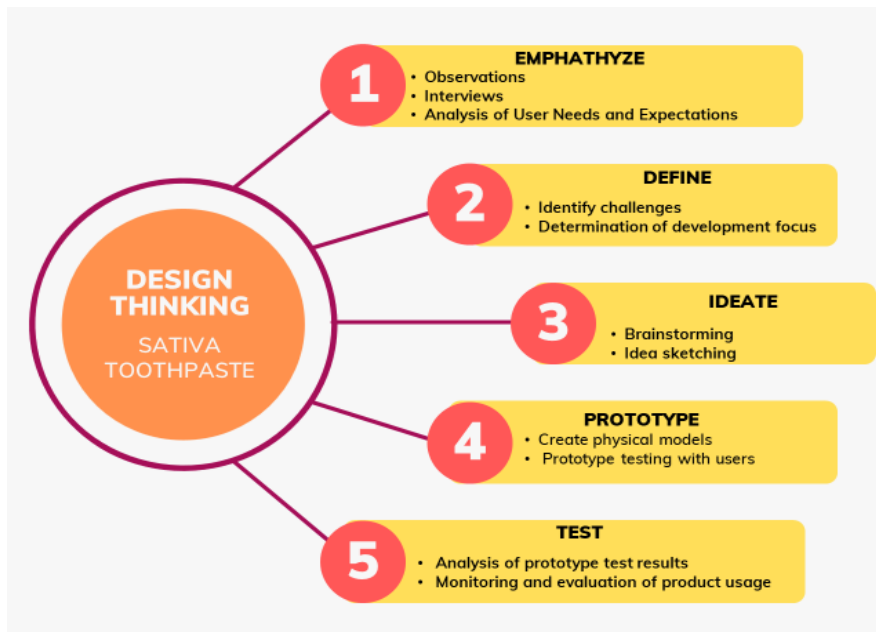 DESIGN
THINKING
SATIVA
TOOTHPASTE
1
EMPHATHYZE
• Observations
• Interviews
• Analysis of User Needs and Expectations
2
DEFINE
• Identify challenges
• Determination of development focus
3
IDEATE
• Brainstorming
• Idea sketching
4
PROTOTYPE
• Create physical models
• Prototype testing with users
5
TEST
• Analysis of prototype test results
• Monitoring and evaluation of product usage